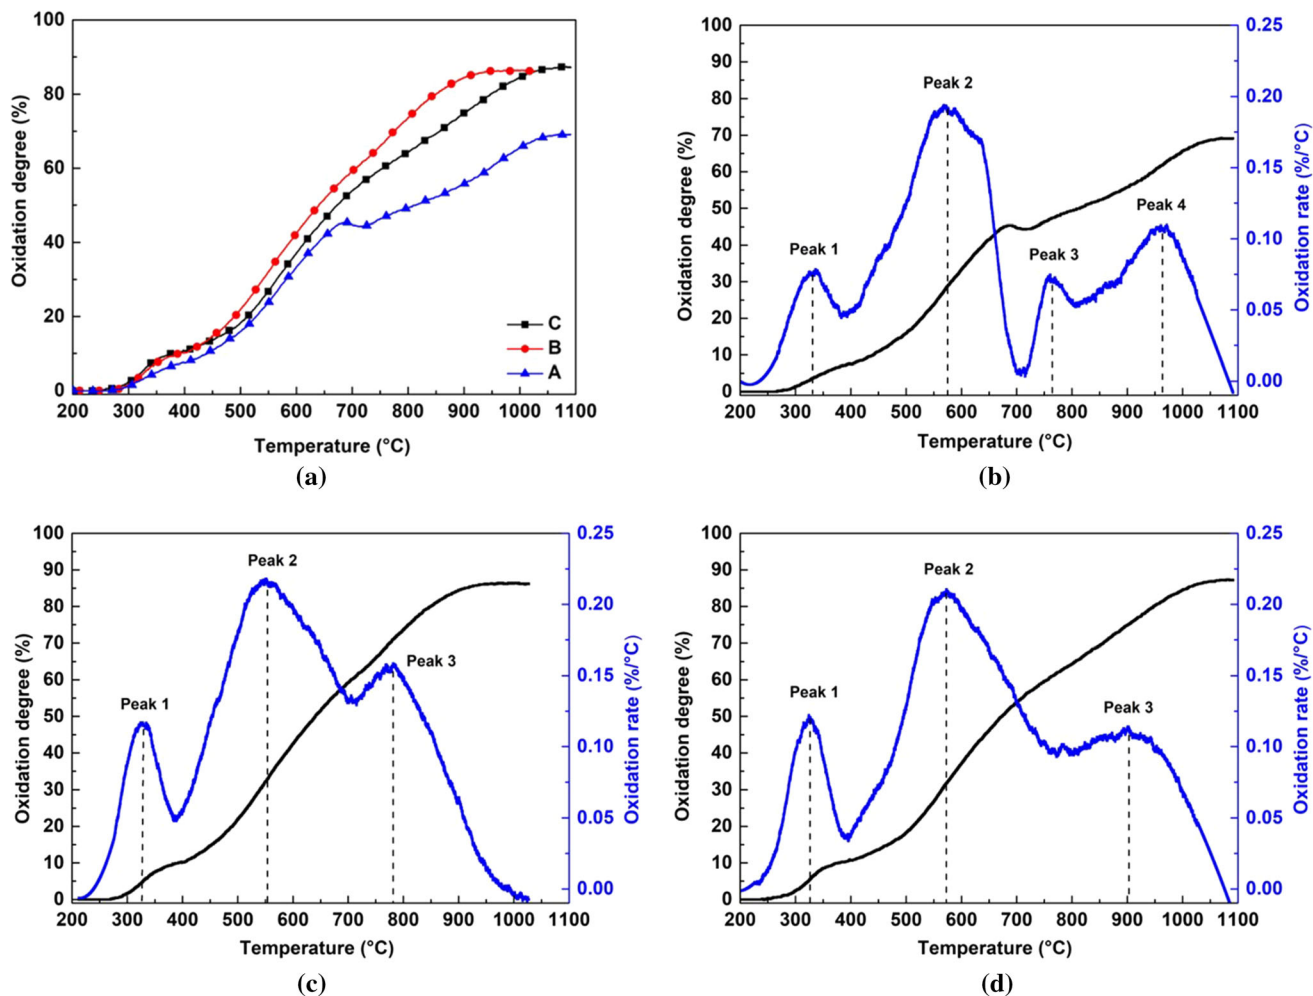 100
80
60
40
20
0
Oxidation degree (%)
200 300 400 500 600 700 800 900 1000 1100
Temperature (°C)
C
B
A
(a)
100
90
80
70
60
50
40
30
20
10
0
Oxidation degree (%)
Peak 1
Peak 2
Peak 3
Peak 4
0.25
0.20
0.15
0.10
0.05
0.00
Oxidation rate (%/°C)
200 300 400 500 600 700 800 900 1000 1100
Temperature (°C)
(b)
100
90
80
70
60
50
40
30
20
10
0
Oxidation degree (%)
Peak 1
Peak 2
Peak 3
0.25
0.20
0.15
0.10
0.05
0.00
Oxidation rate (%/°C)
200 300 400 500 600 700 800 900 1000 1100
Temperature (°C)
(c)
100
90
80
70
60
50
40
30
20
10
0
Oxidation degree (%)
Peak 1
Peak 2
Peak 3
0.25
0.20
0.15
0.10
0.05
0.00
Oxidation rate (%/°C)
200 300 400 500 600 700 800 900 1000 1100
Temperature (°C)
(d)